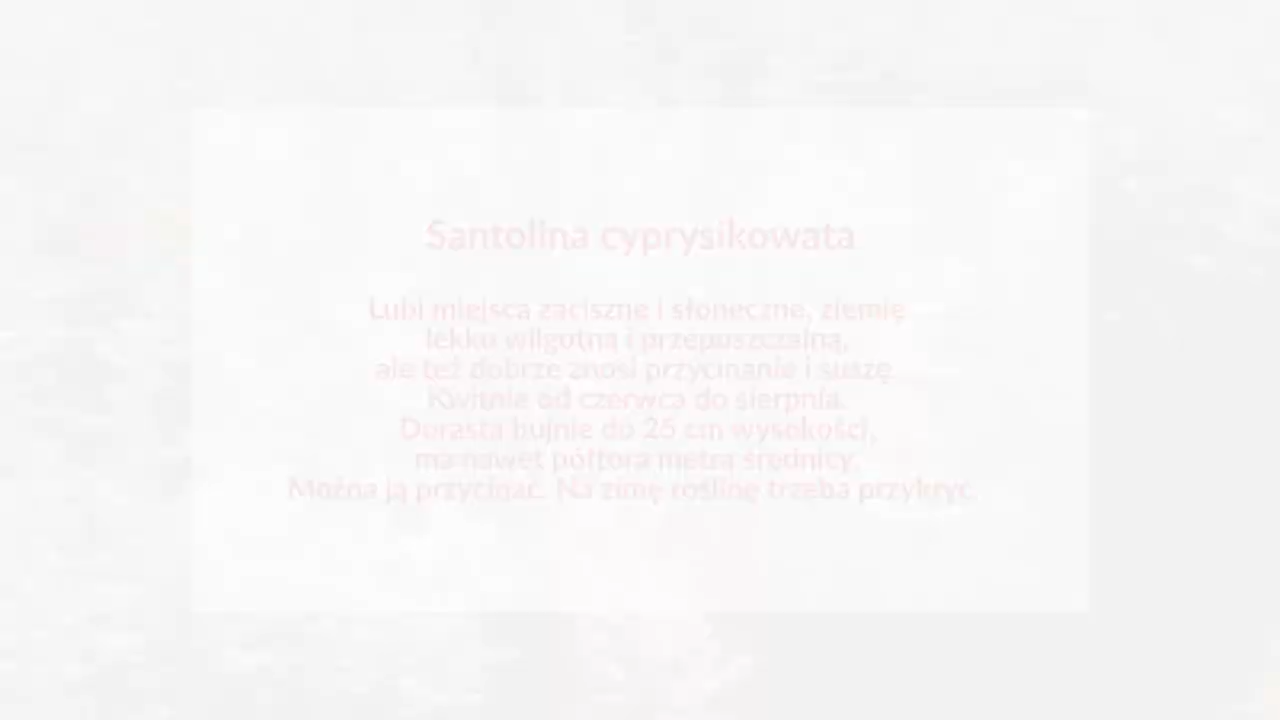 Santolina cyprysikowata
Lubi miejsca zaciszne i słoneczne, ziemię
lekko wilgotną i przepuszczalną,
ale też dobrze znosi przycinanie i suszę.
Kwitnie od czerwca do sierpnia.
Dorasta bujnie do 25 cm wysokości,
ma nawet półtora metra średnicy.
Można ją przycinać. Na zimę roślinę trzeba przykryć.